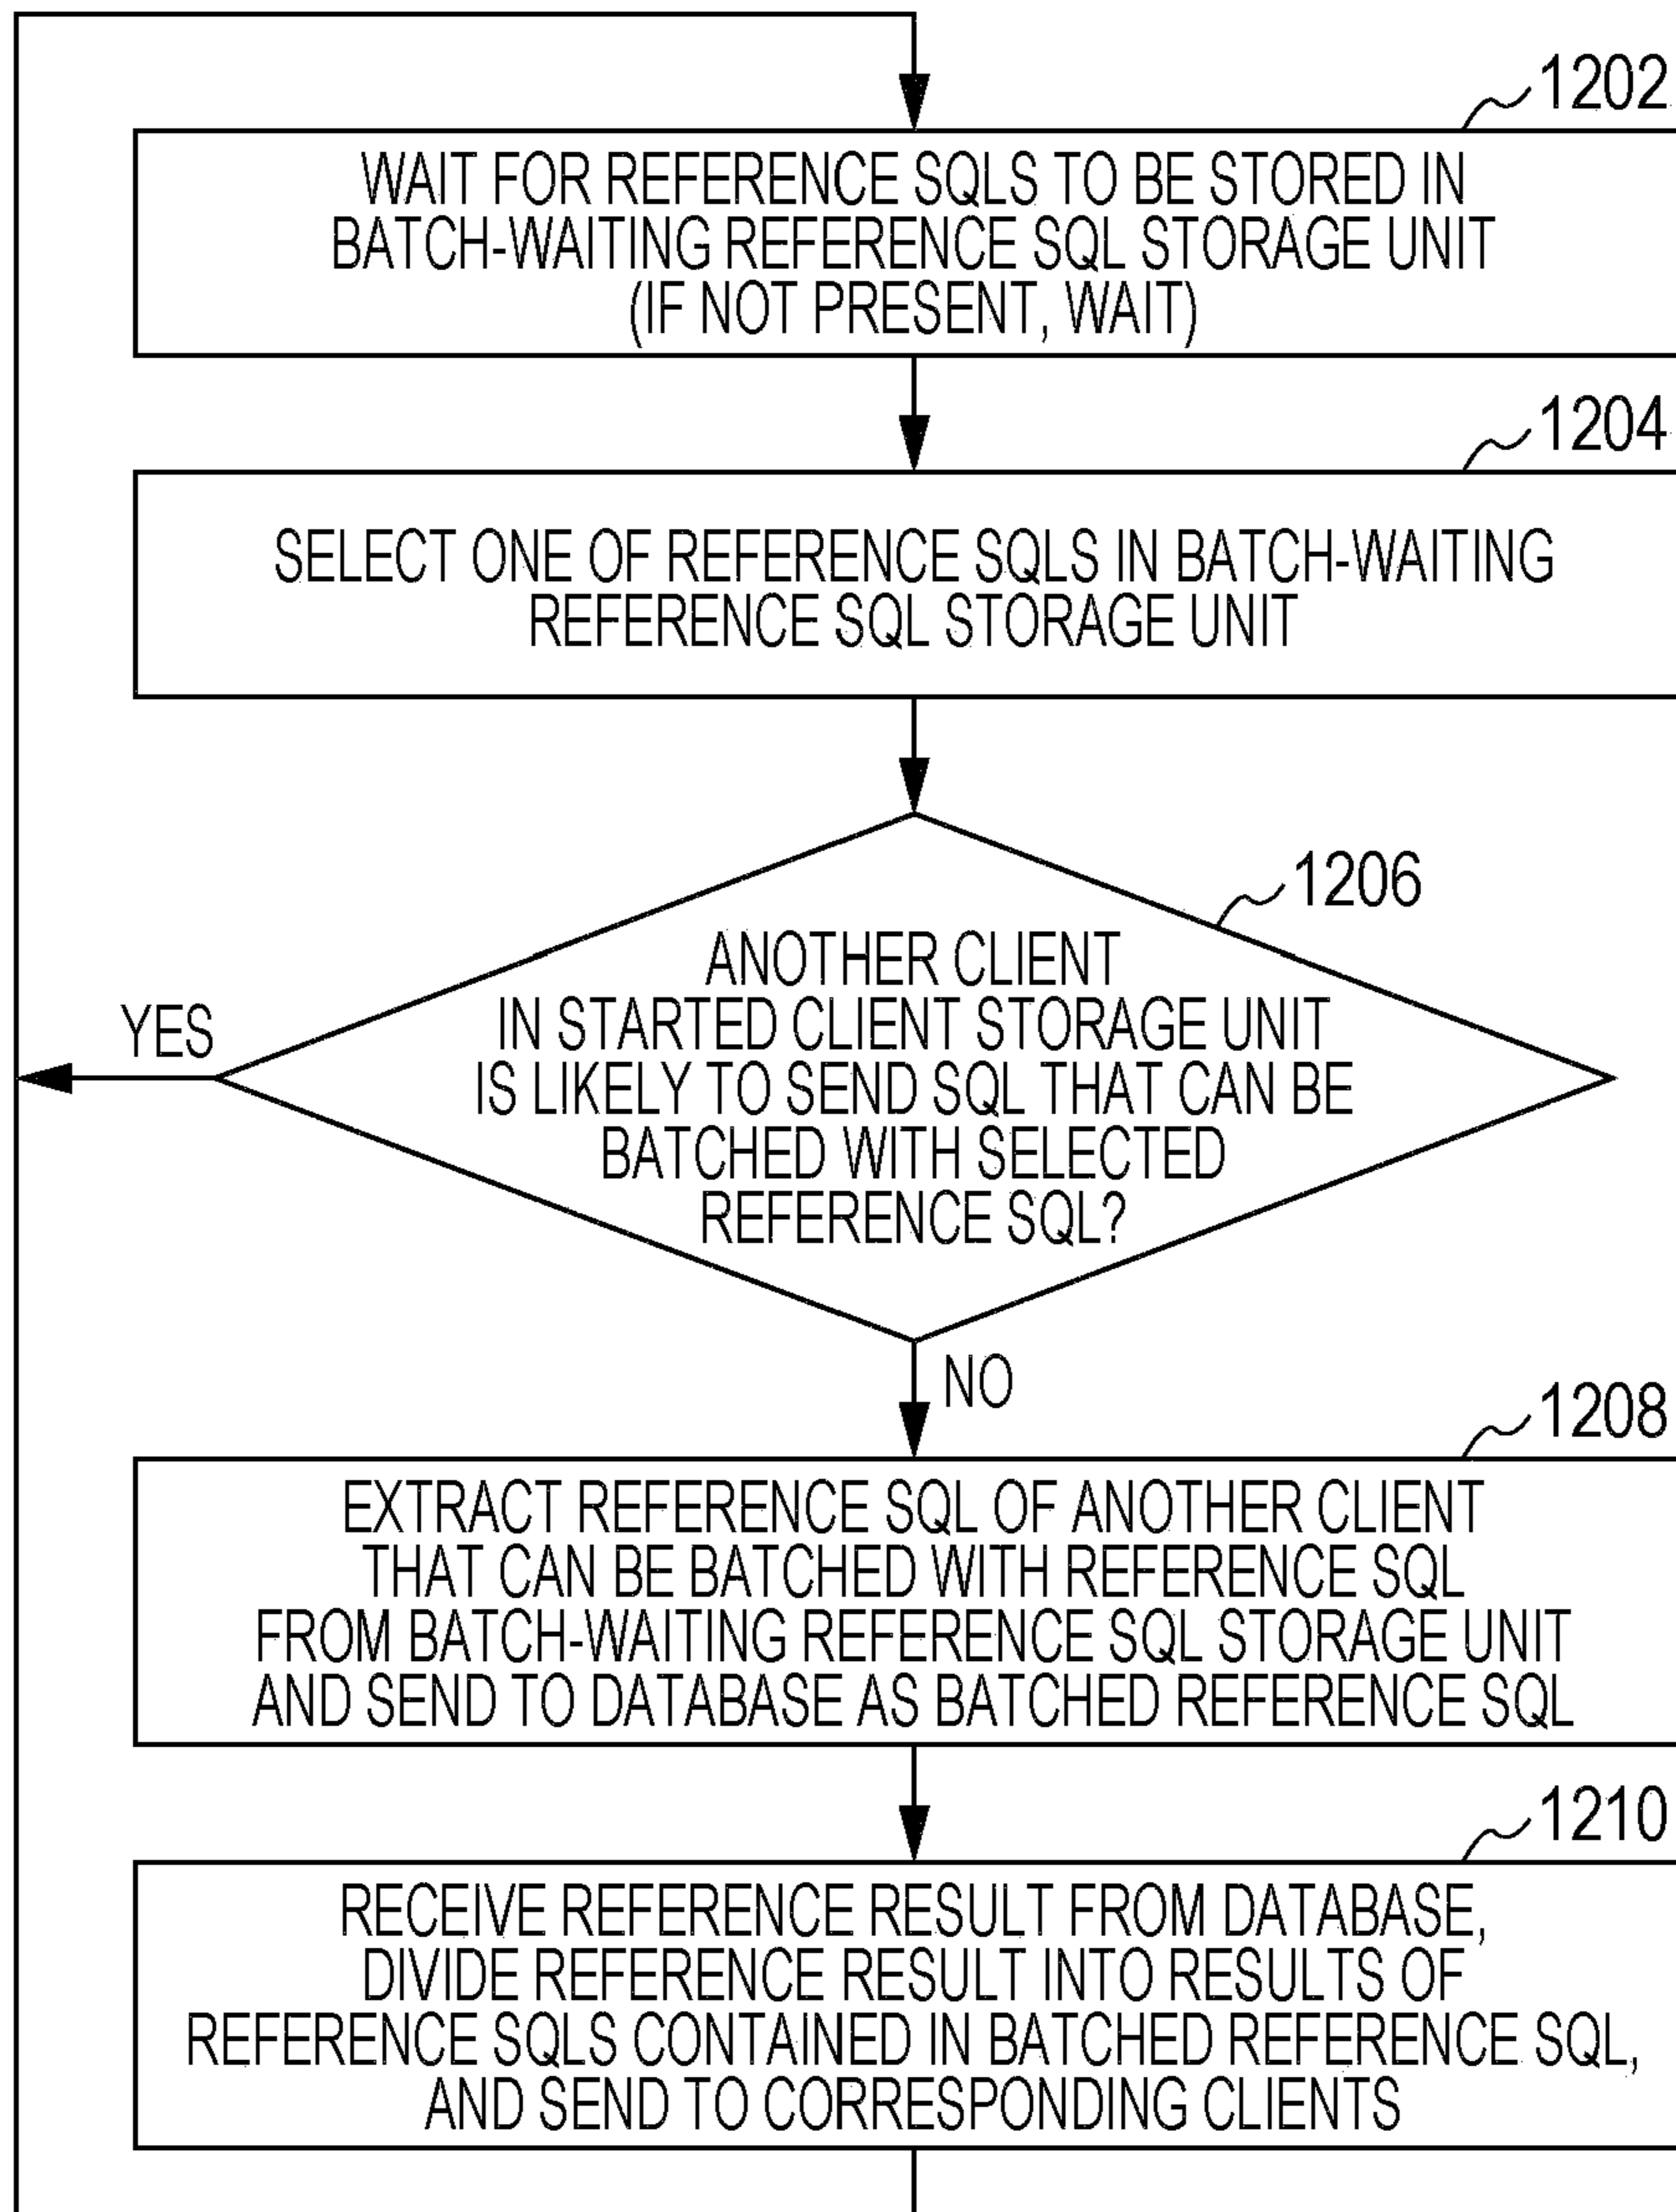 1202
WAIT FOR REFERENCE SQLS TO BE STORED IN
BATCH-WAITING REFERENCE SQL STORAGE UNIT
(IF NOT PRESENT, WAIT)
1204
SELECT ONE OF REFERENCE SQLS IN BATCH-WAITING
REFERENCE SQL STORAGE UNIT
1206
ANOTHER CLIENT
IN STARTED CLIENT STORAGE UNIT
IS LIKELY TO SEND SQL THAT CAN BE
BATCHED WITH SELECTED
REFERENCE SQL?
YES
NO
1208
EXTRACT REFERENCE SQL OF ANOTHER CLIENT
THAT CAN BE BATCHED WITH REFERENCE SQL
FROM BATCH-WAITING REFERENCE SQL STORAGE UNIT
AND SEND TO DATABASE AS BATCHED REFERENCE SQL
1210
RECEIVE REFERENCE RESULT FROM DATABASE,
DIVIDE REFERENCE RESULT INTO RESULTS OF
REFERENCE SQLS CONTAINED IN BATCHED REFERENCE SQL,
AND SEND TO CORRESPONDING CLIENTS